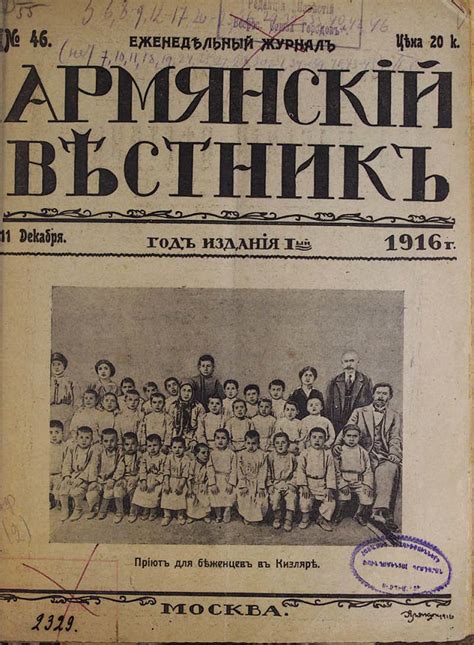 № 46.
ЕЖЕНЕДѢЛЬНЫЙ ЖУРНАЛЪ
Цѣна 20 к.
АРМЯНСКІЙ
ВѢСТНИКЪ
11 Декабря.
ГОДЪ ИЗДАНІЯ I-ый
1916 г.
Пріютъ для бѣженцевъ въ Кизлярѣ.
МОСКВА.
2329.